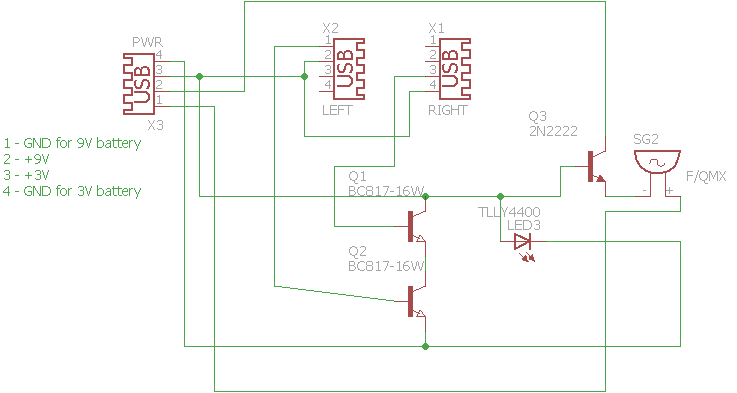 PWR
4
3
2
1
USB
X3
X2
1
2
3
4
USB
LEFT
X1
1
2
3
4
USB
RIGHT
1 - GND for 9V battery
2 - +9V
3 - +3V
4 - GND for 3V battery
Q3
2N2222
SG2
F/QMX
-
+
Q1
BC817-16W
TLLY4400
LED3
Q2
BC817-16W